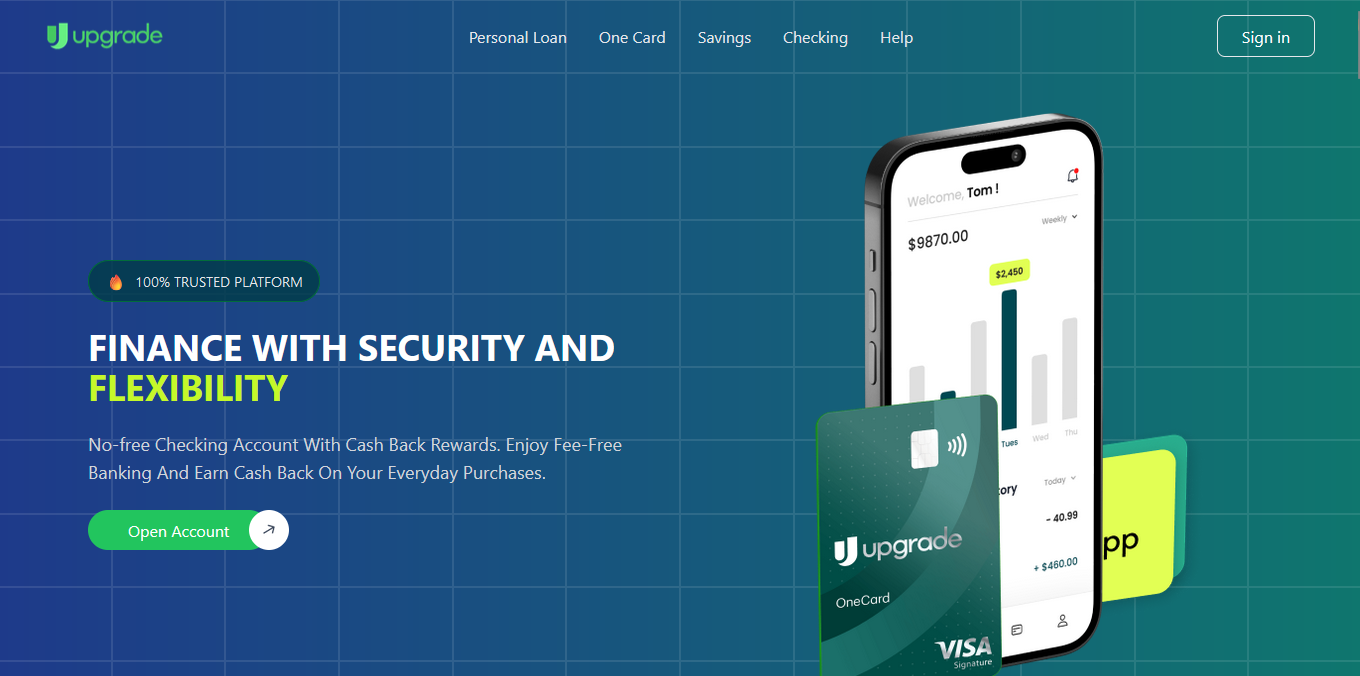 upgrade
Personal Loan
One Card
Savings
Checking
Help
Sign in
100% TRUSTED PLATFORM
FINANCE WITH SECURITY AND
FLEXIBILITY
No-free Checking Account With Cash Back Rewards. Enjoy Fee-Free
Banking And Earn Cash Back On Your Everyday Purchases.
Open Account
Welcome, Tom !
Weekly
$9870.00
$2,450
Tues
Wed
Thu
ory
Today
- 40.99
+ $460.00
pp
upgrade
OneCard
VISA
Signature